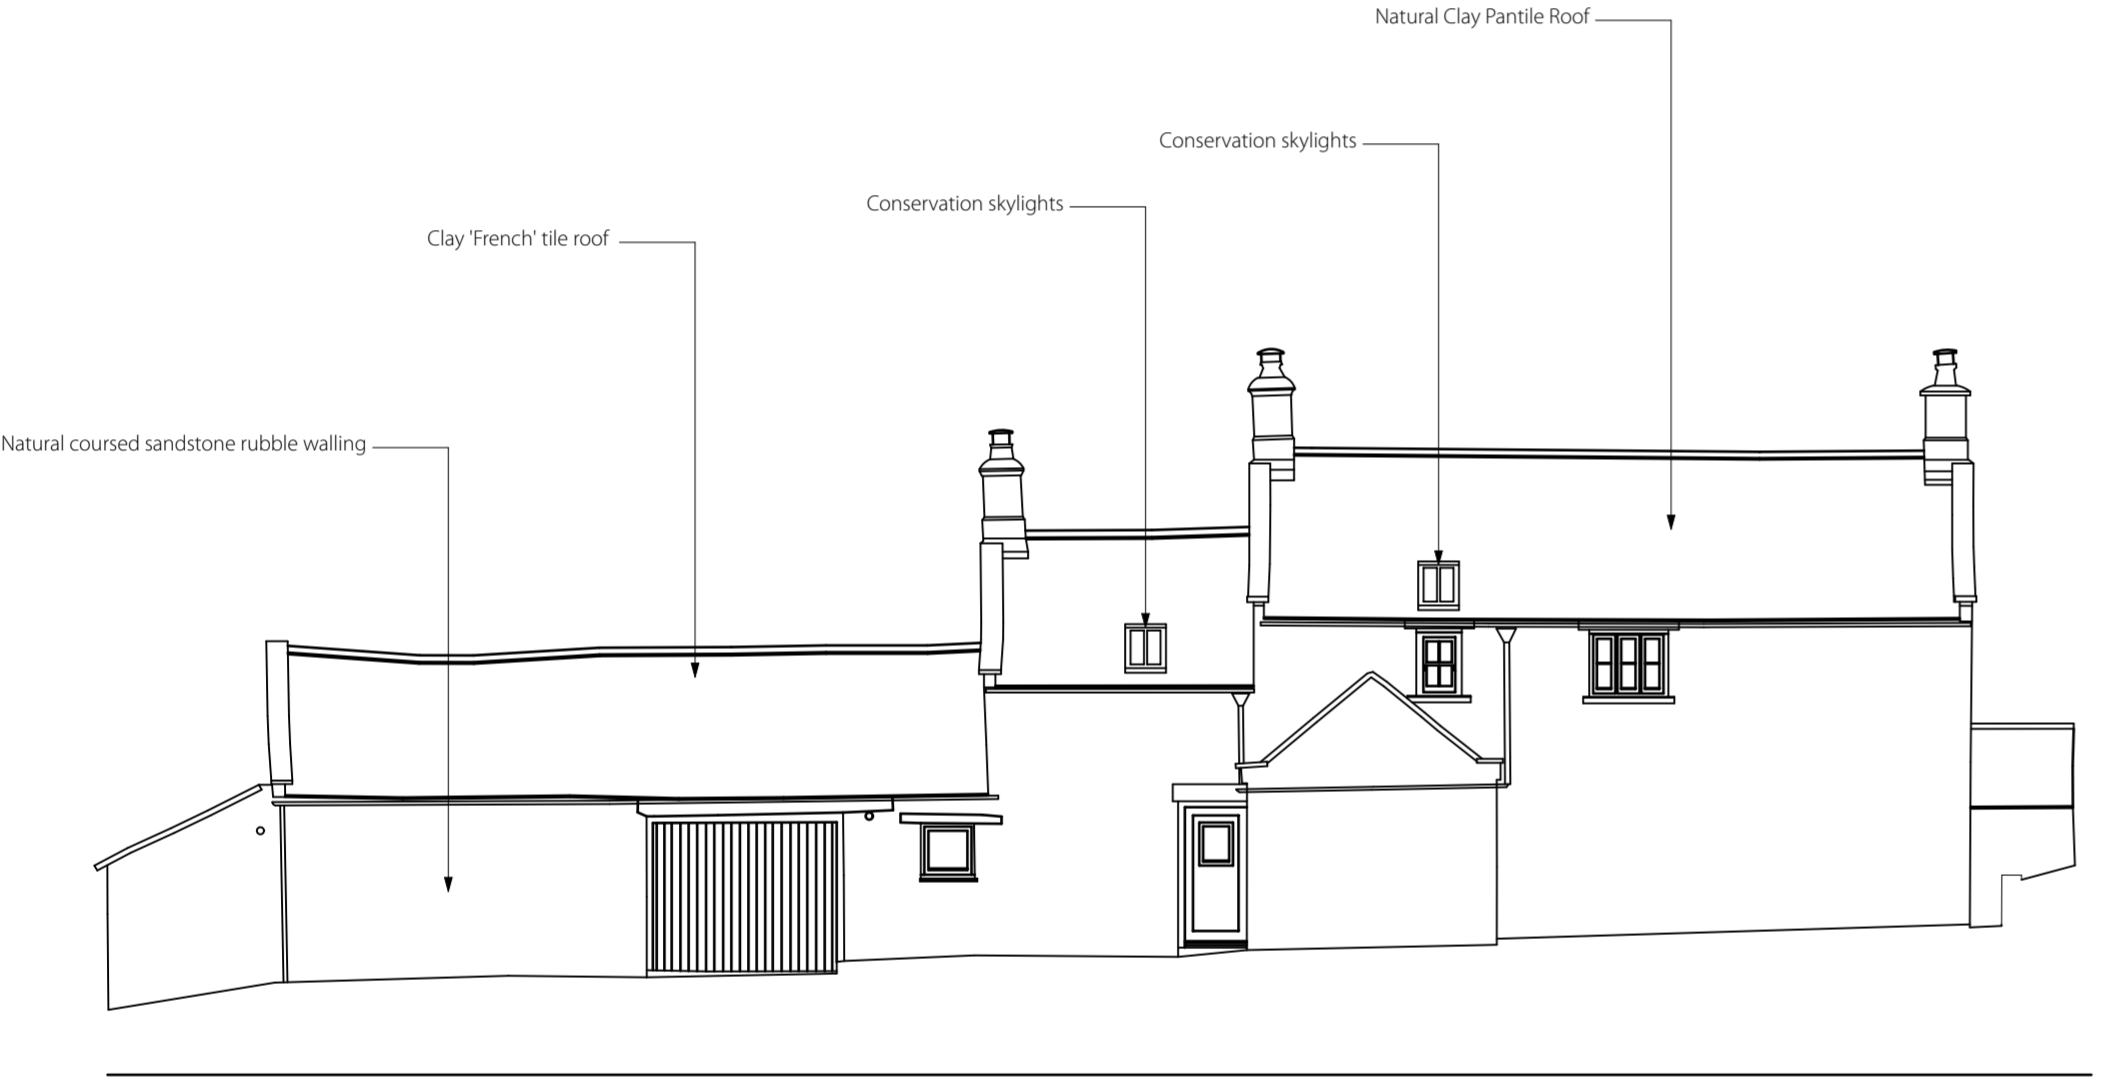 Natural Clay Pantile Roof
Conservation skylights
Conservation skylights
Clay 'French' tile roof
Natural coursed sandstone rubble walling